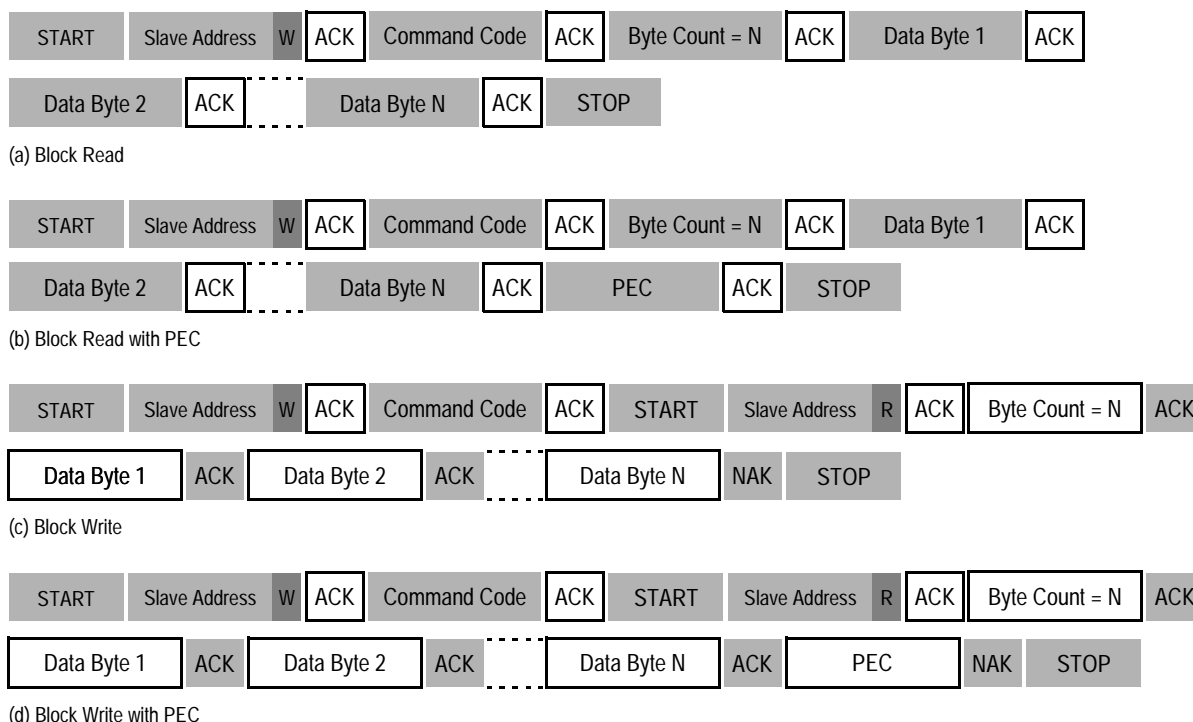 START Slave Address W ACK Command Code ACK Byte Count = N ACK Data Byte 1 ACK
Data Byte 2 ACK Data Byte N ACK STOP
(a) Block Read
START Slave Address W ACK Command Code ACK Byte Count = N ACK Data Byte 1 ACK
Data Byte 2 ACK Data Byte N ACK PEC ACK STOP
(b) Block Read with PEC
START Slave Address W ACK Command Code ACK START Slave Address R ACK Byte Count = N ACK
Data Byte 1 ACK Data Byte 2 ACK Data Byte N NAK STOP
(c) Block Write
START Slave Address W ACK Command Code ACK START Slave Address R ACK Byte Count = N ACK
Data Byte 1 ACK Data Byte 2 ACK Data Byte N ACK PEC NAK STOP
(d) Block Write with PEC